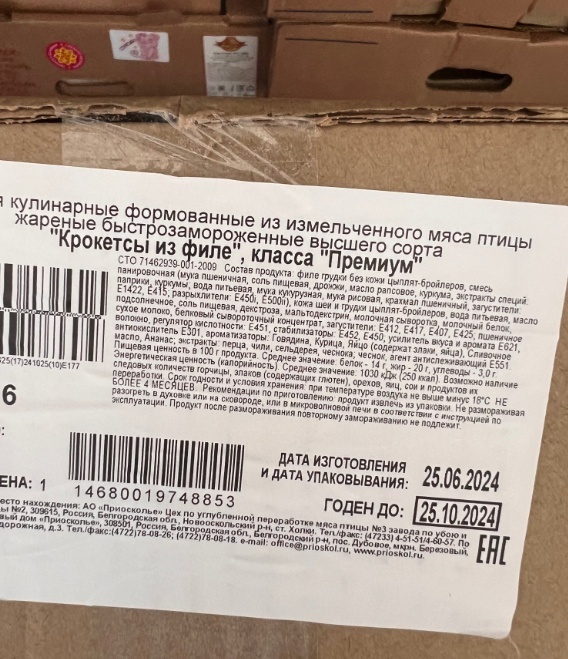 я кулинарные формованные из измельченного мяса птицы
жареные быстрозамороженные высшего сорта
"Крокетсы из филе", класса "Премиум"
СТО 71462939-001-2009 Состав продукта: филе грудки без кожи цыплят-бройлеров, смесь
панировочная (мука пшеничная, соль пищевая, дрожжи, масло рапсовое, куркума, экстракты специй:
паприки, куркумы, вода питьевая, мука кукурузная, мука рисовая, крахмал пшеничный, загустители:
Е1422, Е415, разрыхлители: Е450i, Е500ii), кожа шеи и грудки цыплят-бройлеров, вода питьевая, масло
подсолнечное, соль пищевая, декстроза, мальтодекстрин, молочная сыворотка, молочный белок,
сухое молоко, белковый сывороточный концентрат, загустители: Е412, Е417, Е407, Е425, пшеничное
волокно, регулятор кислотности: Е451, стабилизаторы: Е452, Е450, усилитель вкуса и аромата Е621,
антиокислитель Е301, ароматизаторы: Говядина, Курица, Яйцо (содержат злаки, яйца), Сливочное
масло, Ананас; экстракты: перца, чили, сельдерея, чеснока; чеснок, агент антислеживающий Е551.
Пищевая ценность в 100 г продукта. Среднее значение: белок - 14 г, жир - 20 г, углеводы - 3,0 г.
Энергетическая ценность (калорийность). Среднее значение: 1030 кДж (250 ккал). Возможно наличие
следовых количеств горчицы, злаков (содержащих глютен), орехов, яиц, сои и продуктов их
переработки. Срок годности и условия хранения: при температуре воздуха не выше минус 18°С НЕ
БОЛЕЕ 4 МЕСЯЦЕВ. Рекомендации по приготовлению: продукт извлечь из упаковки. Не размораживая
разогреть в духовке или на сковороде, или в микроволновой печи в соответствии с инструкцией по
эксплуатации. Продукт после размораживания повторному замораживанию не подлежит.
625(17)241025(10)Е177
6
ДАТА ИЗГОТОВЛЕНИЯ
И ДАТА УПАКОВЫВАНИЯ: 25.06.2024
ЕНА: 1
14680019748853
ГОДЕН ДО: 25.10.2024
место нахождения: АО «Приосколье» Цех по углубленной переработке мяса птицы №3 завода по убою и
цы №2, 309615, Россия, Белгородская обл., Новооскольский р-н, ст. Холки. Тел./факс: (47233) 4-51-51/4-60-57. По
вый дом «Приосколье», 308501, Россия, Белгородская обл., Белгородский р-н, пос. Дубовое, мкрн. Березовый,
дорожная, д.3. Тел./факс:(4722)78-08-26; (4722)78-08-18. e-mail: office@prioskol.ru, www.prioskol.ru.
ЕАС